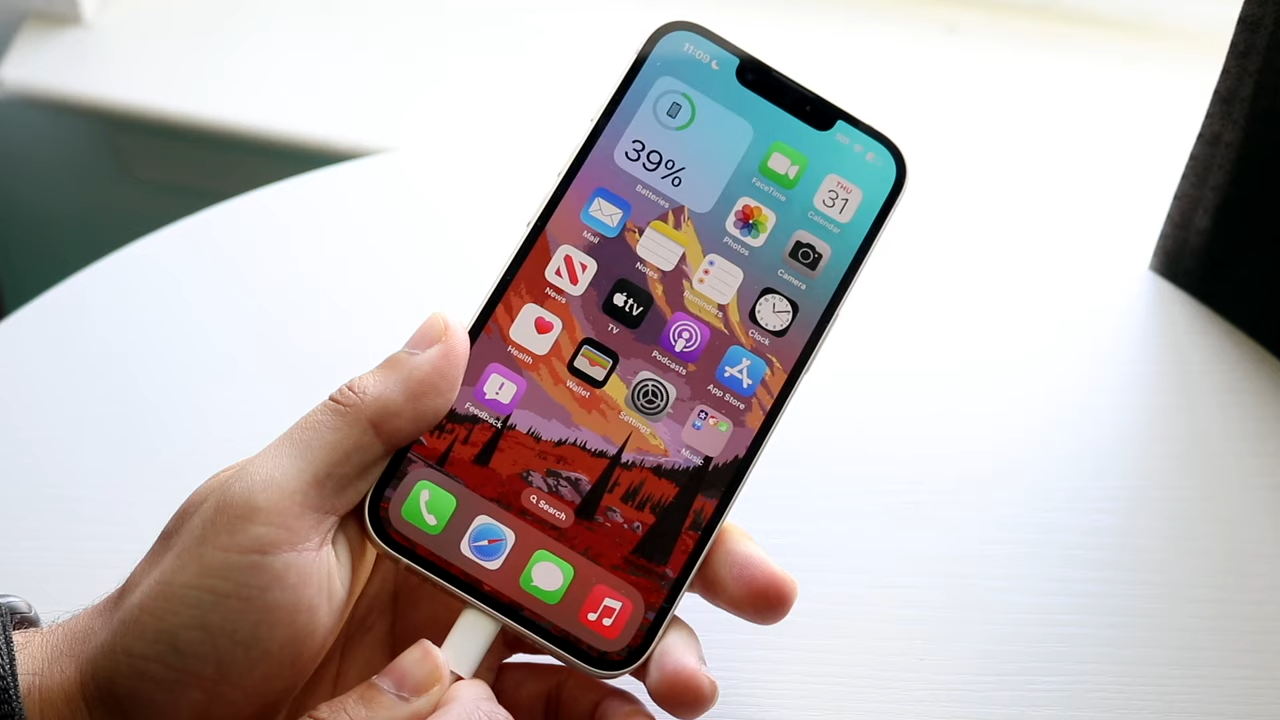 11:09
39%
Batteries
FaceTime
THU
31
Calendar
Mail
Notes
Photos
Camera
News
tv
TV
Reminders
Clock
Health
Wallet
Podcasts
App Store
Feedback
Settings
Music
Search